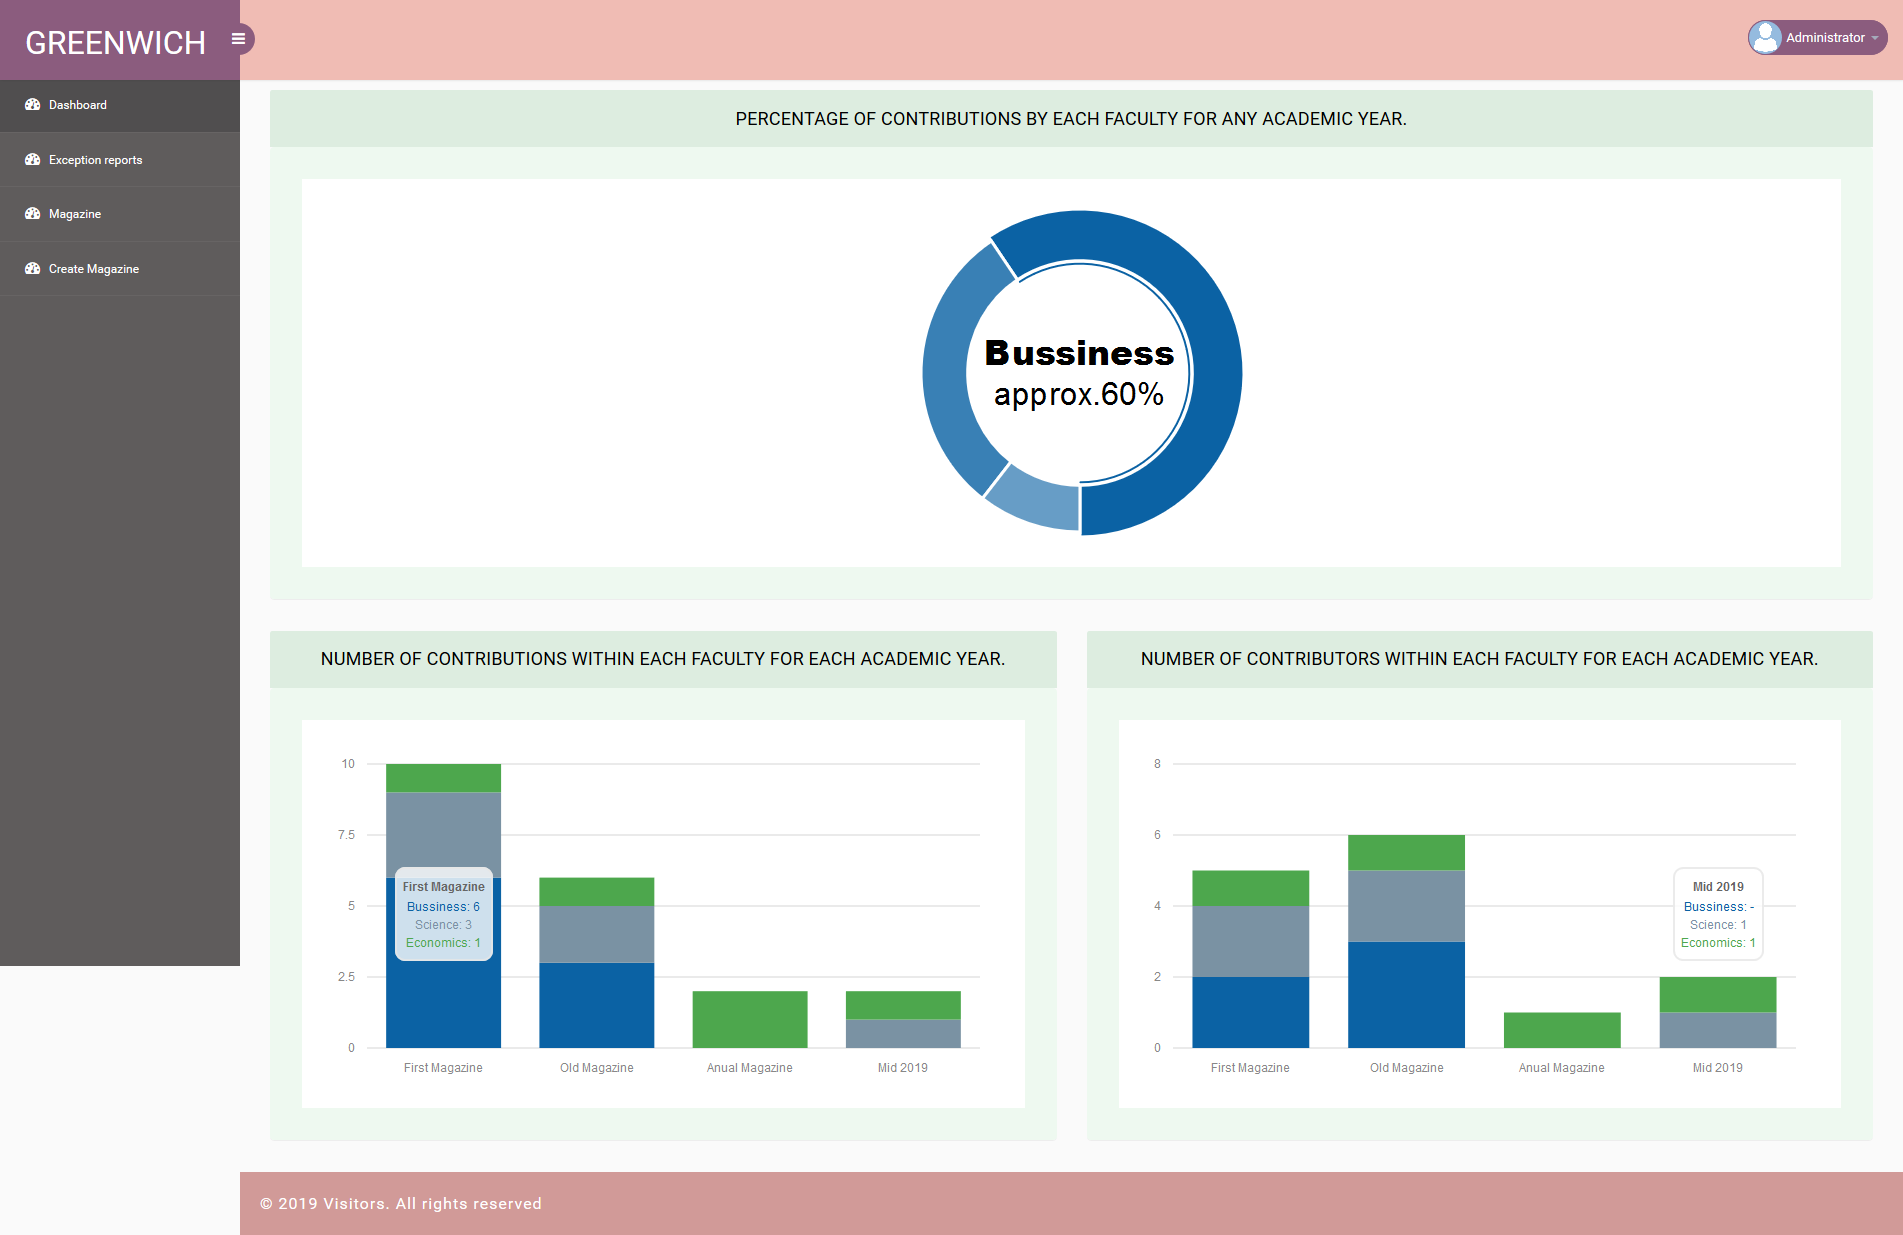 GREENWICH
Administrator
Dashboard
Exception reports
Magazine
Create Magazine
PERCENTAGE OF CONTRIBUTIONS BY EACH FACULTY FOR ANY ACADEMIC YEAR.
Bussiness
approx.60%
NUMBER OF CONTRIBUTIONS WITHIN EACH FACULTY FOR EACH ACADEMIC YEAR.
10
7.5
5
2.5
0
First Magazine
Bussiness: 6
Science: 3
Economics: 1
First Magazine
Old Magazine
Anual Magazine
Mid 2019
NUMBER OF CONTRIBUTORS WITHIN EACH FACULTY FOR EACH ACADEMIC YEAR.
8
6
4
2
0
Mid 2019
Bussiness: -
Science: 1
Economics: 1
First Magazine
Old Magazine
Anual Magazine
Mid 2019
© 2019 Visitors. All rights reserved